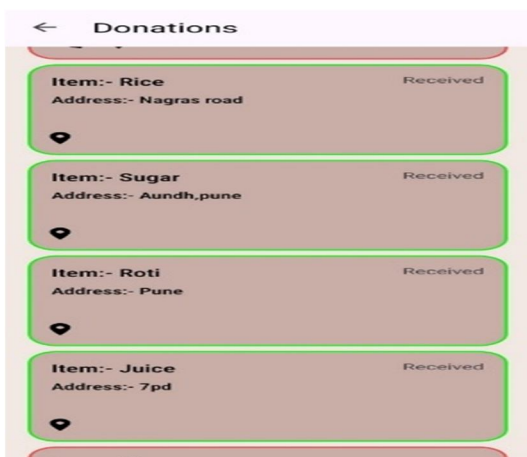 Donations
Item:- Rice
Received
Address:- Nagras road
Item:- Sugar
Received
Address:- Aundh,pune
Item:- Roti
Received
Address:- Pune
Item:- Juice
Received
Address:- 7pd